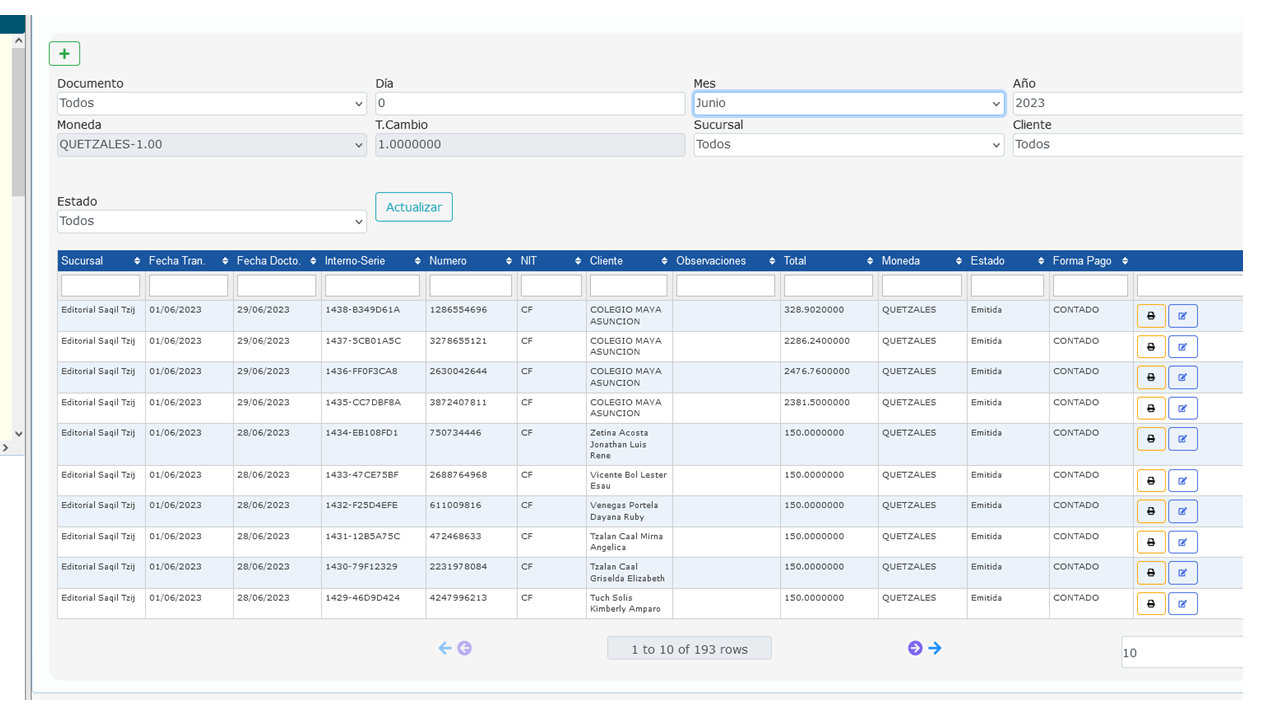 +
Documento Día Mes Año
Todos 0 Junio 2023
Moneda T.Cambio Sucursal Cliente
QUETZALES-1.00 1.0000000 Todos Todos
Estado
Todos Actualizar
Sucursal Fecha Tran. Fecha Docto. Interno-Serie Numero NIT Cliente Observaciones Total Moneda Estado Forma Pago
Editorial Saqil Tzij 01/06/2023 29/06/2023 1438-B349D61A 1286554696 CF COLEGIO MAYA 328.9020000 QUETZALES Emitida CONTADO
ASUNCION
Editorial Saqil Tzij 01/06/2023 29/06/2023 1437-5CB01A5C 3278655121 CF COLEGIO MAYA 2286.2400000 QUETZALES Emitida CONTADO
ASUNCION
Editorial Saqil Tzij 01/06/2023 29/06/2023 1436-FF0F3CA8 2630042644 CF COLEGIO MAYA 2476.7600000 QUETZALES Emitida CONTADO
ASUNCION
Editorial Saqil Tzij 01/06/2023 29/06/2023 1435-CC7DBF8A 3872407811 CF COLEGIO MAYA 2381.5000000 QUETZALES Emitida CONTADO
ASUNCION
Editorial Saqil Tzij 01/06/2023 28/06/2023 1434-EB108FD1 750734446 CF Zetina Acosta 150.0000000 QUETZALES Emitida CONTADO
Jonathan Luis
Rene
Editorial Saqil Tzij 01/06/2023 28/06/2023 1433-47CE75BF 2688764968 CF Vicente Bol Lester 150.0000000 QUETZALES Emitida CONTADO
Esau
Editorial Saqil Tzij 01/06/2023 28/06/2023 1432-F25D4EFE 611009816 CF Venegas Portela 150.0000000 QUETZALES Emitida CONTADO
Dayana Ruby
Editorial Saqil Tzij 01/06/2023 28/06/2023 1431-12B5A75C 472468633 CF Tzalan Caal Mirna 150.0000000 QUETZALES Emitida CONTADO
Angelica
Editorial Saqil Tzij 01/06/2023 28/06/2023 1430-79F12329 2231978084 CF Tzalan Caal 150.0000000 QUETZALES Emitida CONTADO
Griselda Elizabeth
Editorial Saqil Tzij 01/06/2023 28/06/2023 1429-46D9D424 4247996213 CF Tuch Solis 150.0000000 QUETZALES Emitida CONTADO
Kimberly Amparo
1 to 10 of 193 rows 10